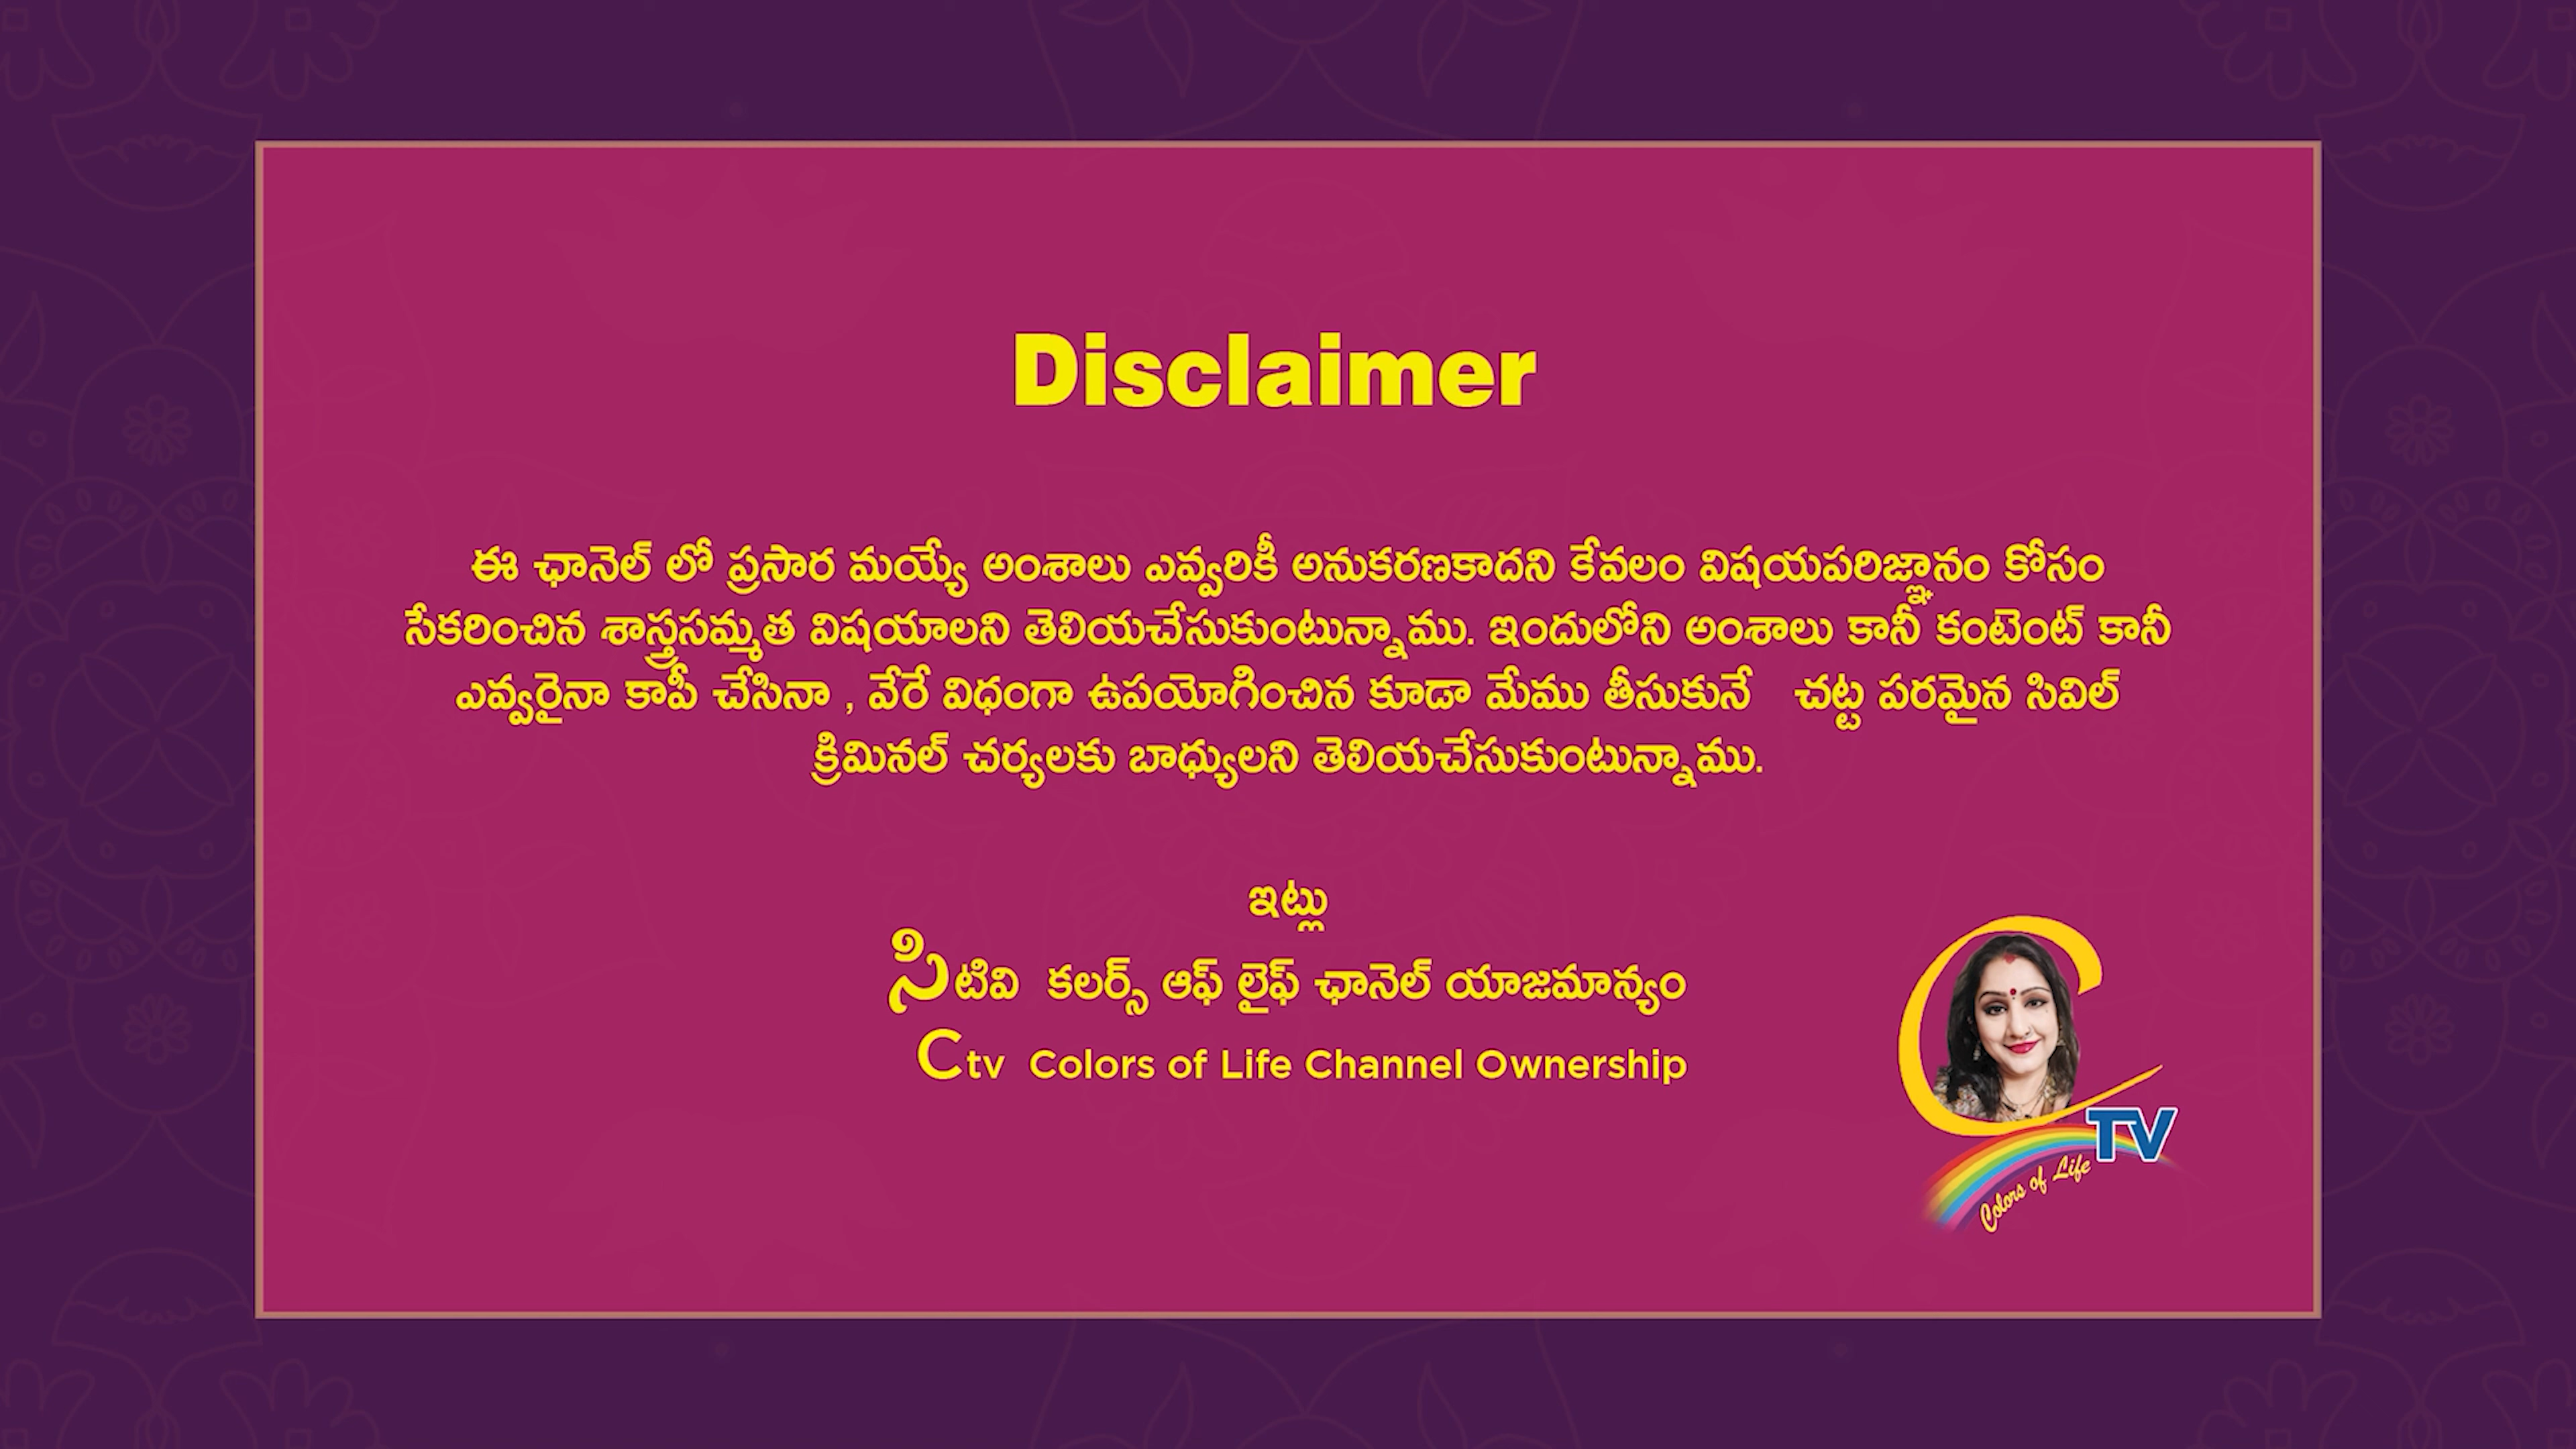 Disclaimer
ఈ ఛానెల్ లో ప్రసార మయ్యే అంశాలు ఎవ్వరికీ అనుకరణకాదని కేవలం విషయపరిజ్ఞానం కోసం
సేకరించిన శాస్త్రసమ్మత విషయాలని తెలియచేసుకుంటున్నాము. ఇందులోని అంశాలు కానీ కంటెంట్ కానీ
ఎవ్వరైనా కాపీ చేసినా , వేరే విధంగా ఉపయోగించిన కూడా మేము తీసుకునే చట్ట పరమైన సివిల్
క్రిమినల్ చర్యలకు బాధ్యులని తెలియచేసుకుంటున్నాము.
ఇట్లు
సిటివి కలర్స్ ఆఫ్ లైఫ్ ఛానెల్ యాజమాన్యం
Ctv Colors of Life Channel Ownership
C TV
Colors of Life